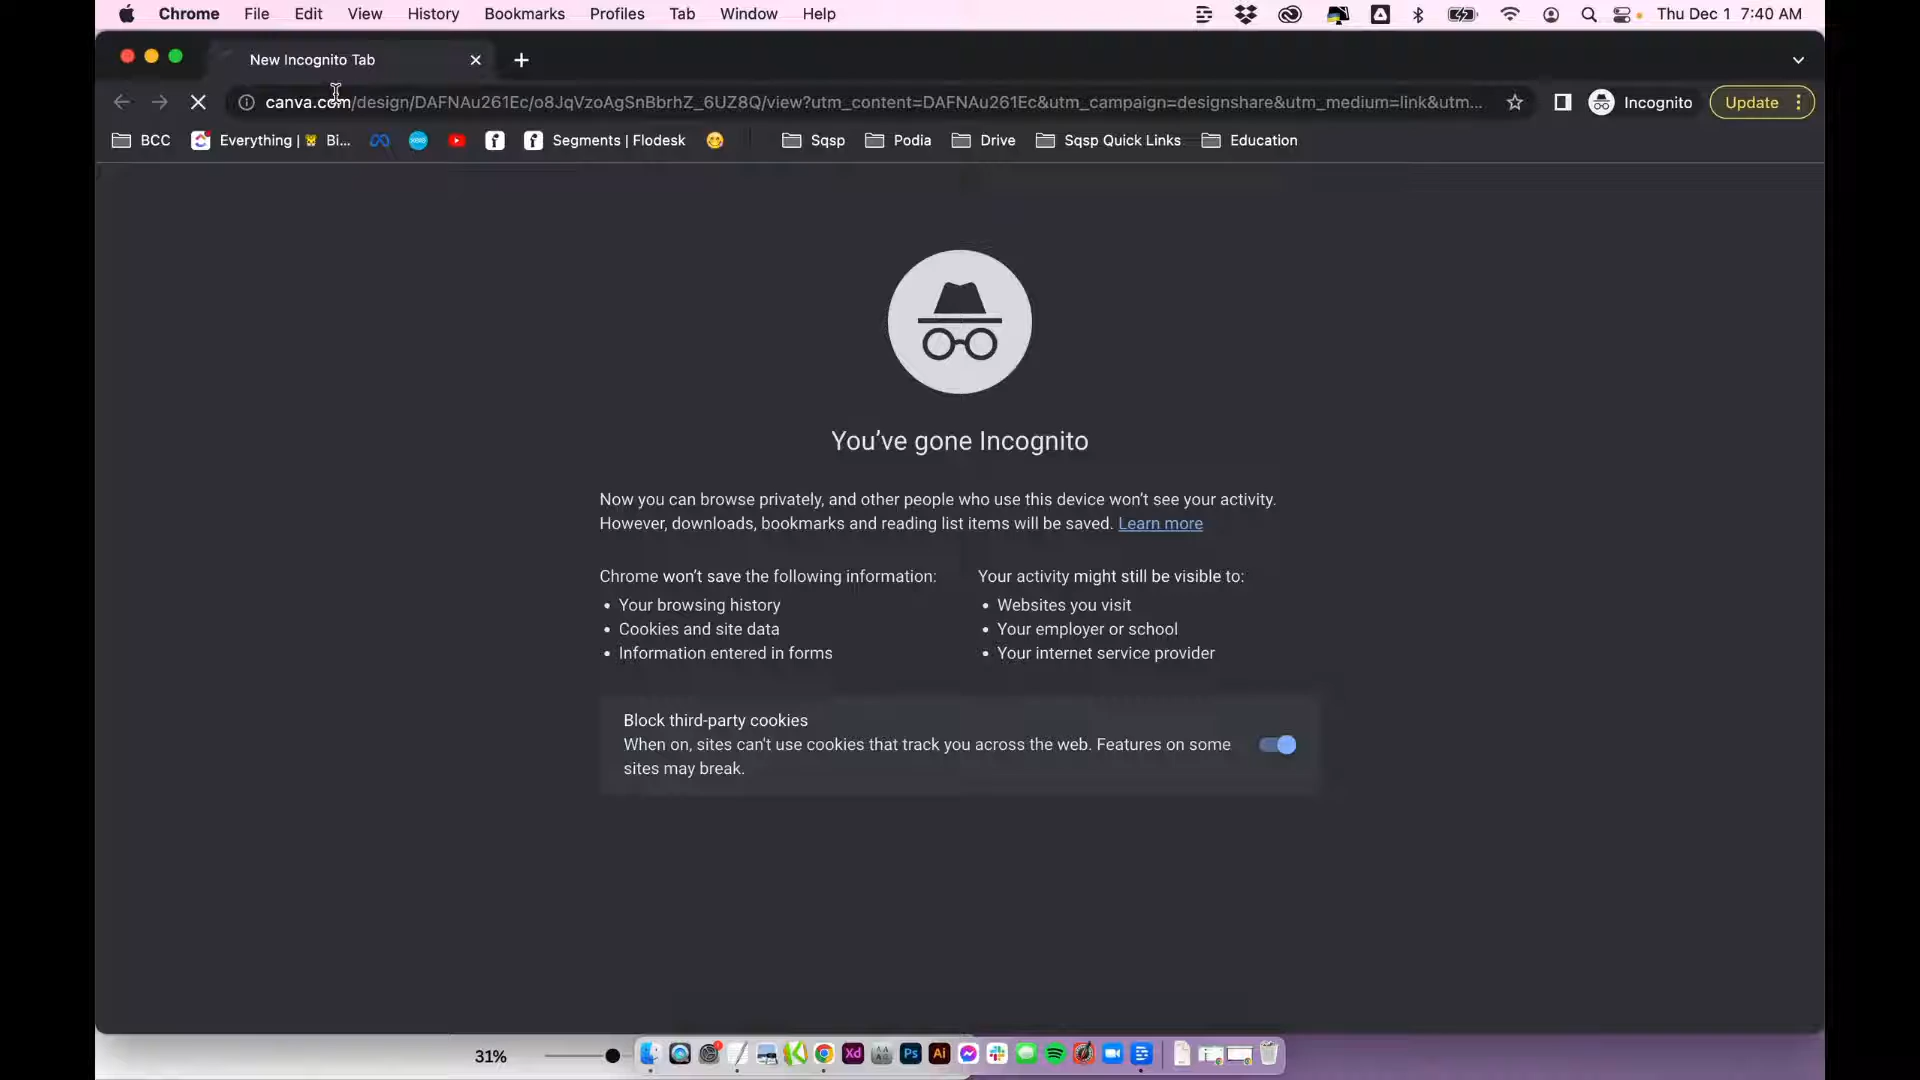 Chrome File Edit View History Bookmarks Profiles Tab Window Help Thu Dec 1 7:40 AM
New Incognito Tab
canva.com/design/DAFNAu261Ec/o8JqVzoAgSnBbrhZ_6UZ8Q/view?utm_content=DAFNAu261Ec&utm_campaign=designshare&utm_medium=link&utm... Incognito Update
BCC Everything | Bi... Segments | Flodesk Sqsp Podia Drive Sqsp Quick Links Education
You've gone Incognito
Now you can browse privately, and other people who use this device won't see your activity.
However, downloads, bookmarks and reading list items will be saved. Learn more
Chrome won't save the following information:
• Your browsing history
• Cookies and site data
• Information entered in forms
Your activity might still be visible to:
• Websites you visit
• Your employer or school
• Your internet service provider
Block third-party cookies
When on, sites can't use cookies that track you across the web. Features on some
sites may break.
31%
Xd Ps Ai